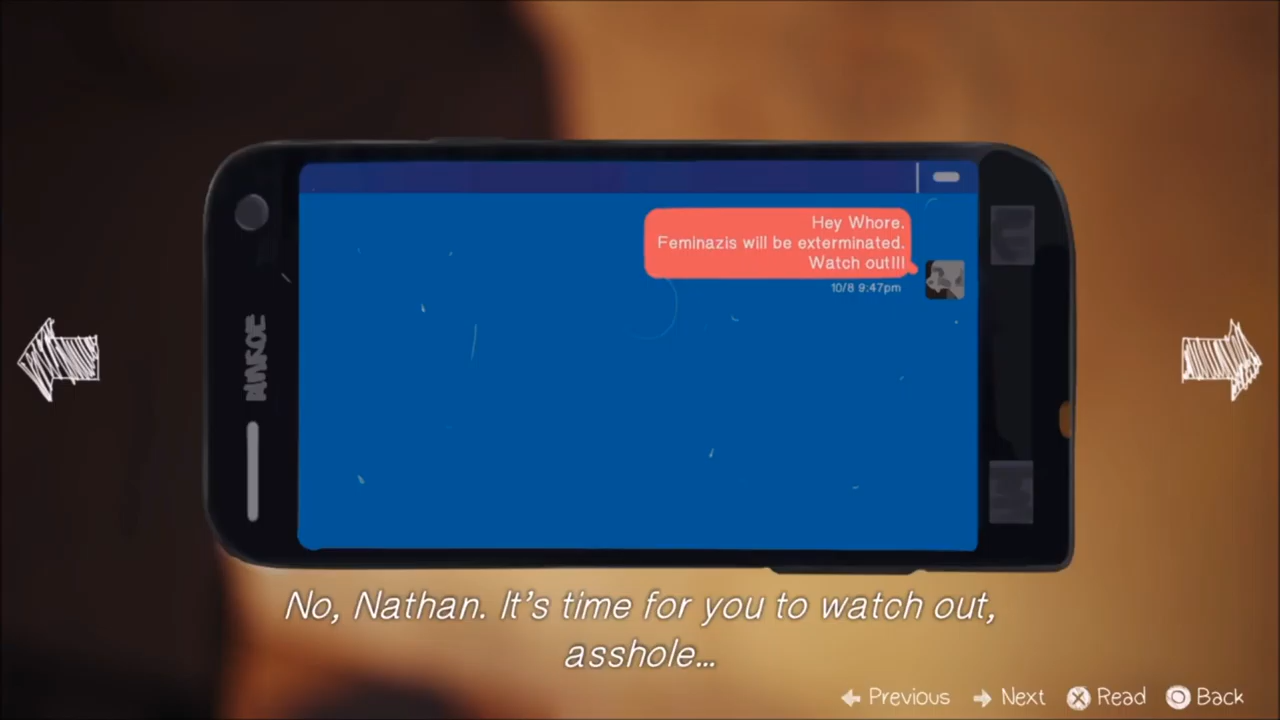 Hey Whore.
Feminazis will be exterminated.
Watch out!!!
10/8 9:47pm
No, Nathan. It's time for you to watch out,
asshole...
Previous Next Read Back